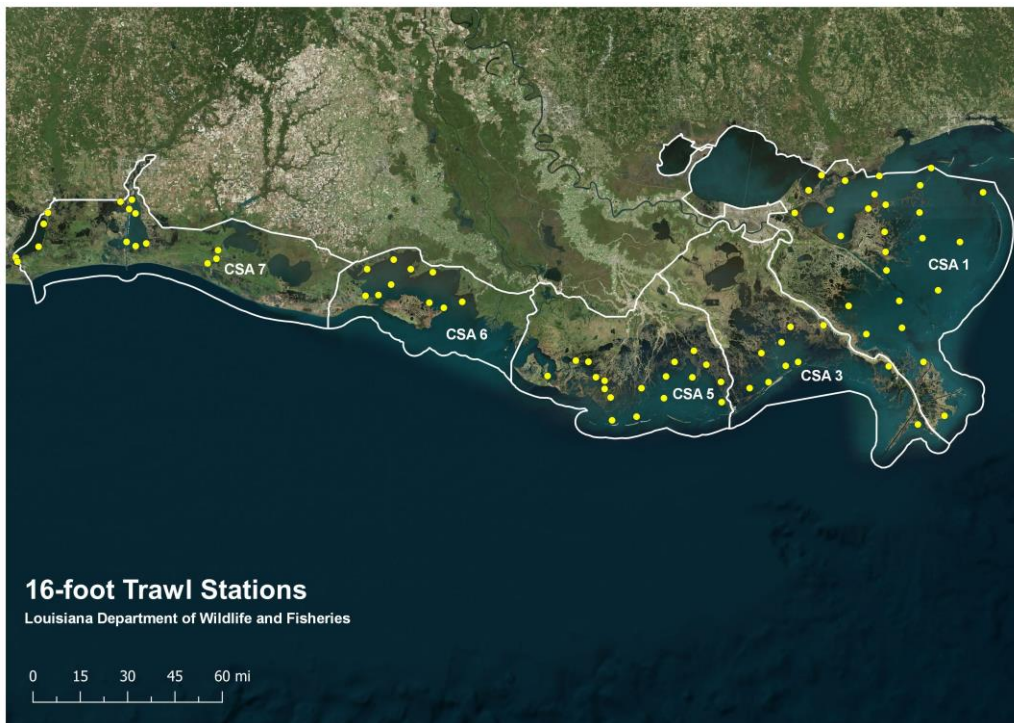 CSA 1
CSA 7
CSA 6
CSA 3
CSA 5
16-foot Trawl Stations
Louisiana Department of Wildlife and Fisheries
0 15 30 45 60 mi